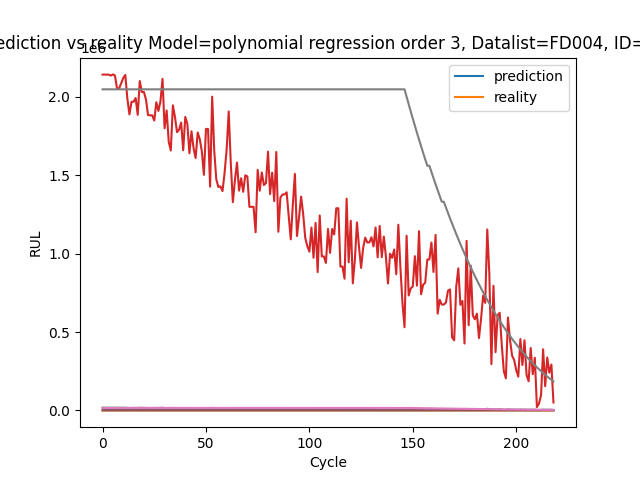 ediction vs reality Model=polynomial regression order 3, Datalist=FD004, ID=
1e6
prediction
reality
2.0
1.5
1.0
0.5
0.0
RUL
0
50
100
150
200
Cycle